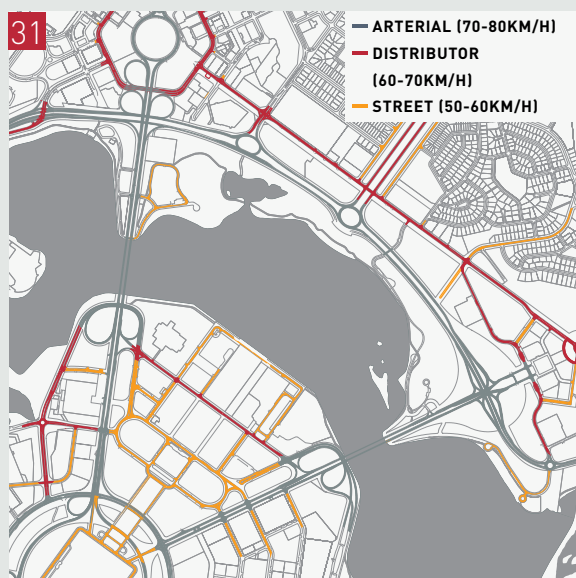 31
ARTERIAL (70-80KM/H)
DISTRIBUTOR
(60-70KM/H)
STREET (50-60KM/H)